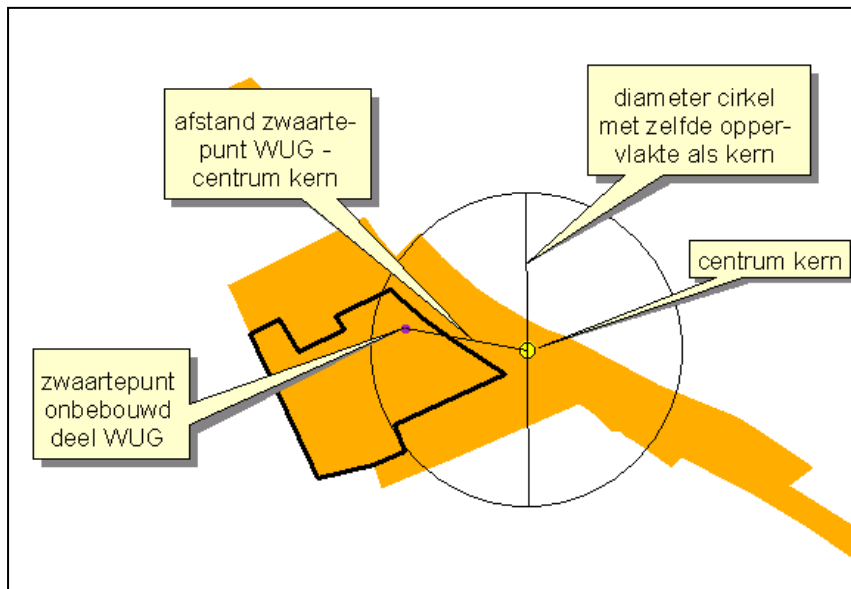 afstand zwaarte-
punt WUG -
centrum kern
diameter cirkel
met zelfde opper-
vlakte als kern
centrum kern
zwaartepunt
onbebouwd
deel WUG